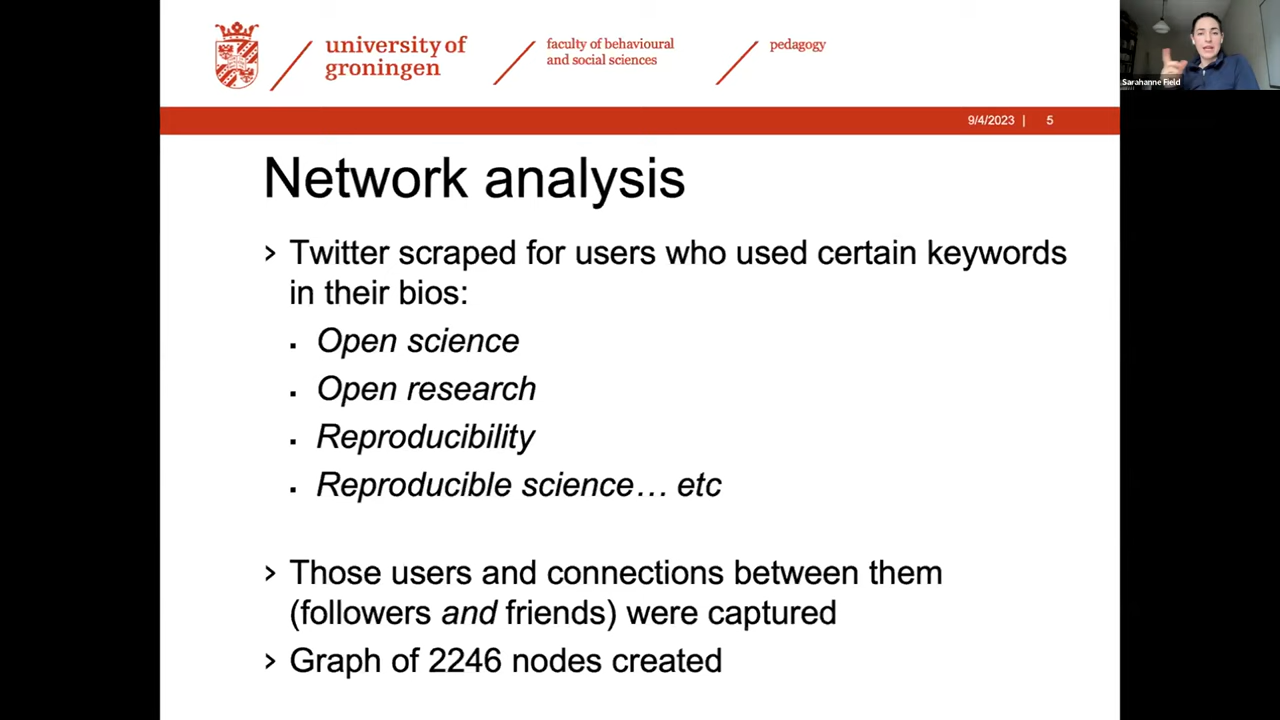 university of
groningen
faculty of behavioural
and social sciences
pedagogy
Sarahanne Field
9/4/2023 | 5
Network analysis
› Twitter scraped for users who used certain keywords
in their bios:
▪ Open science
▪ Open research
▪ Reproducibility
▪ Reproducible science… etc
› Those users and connections between them
(followers and friends) were captured
› Graph of 2246 nodes created